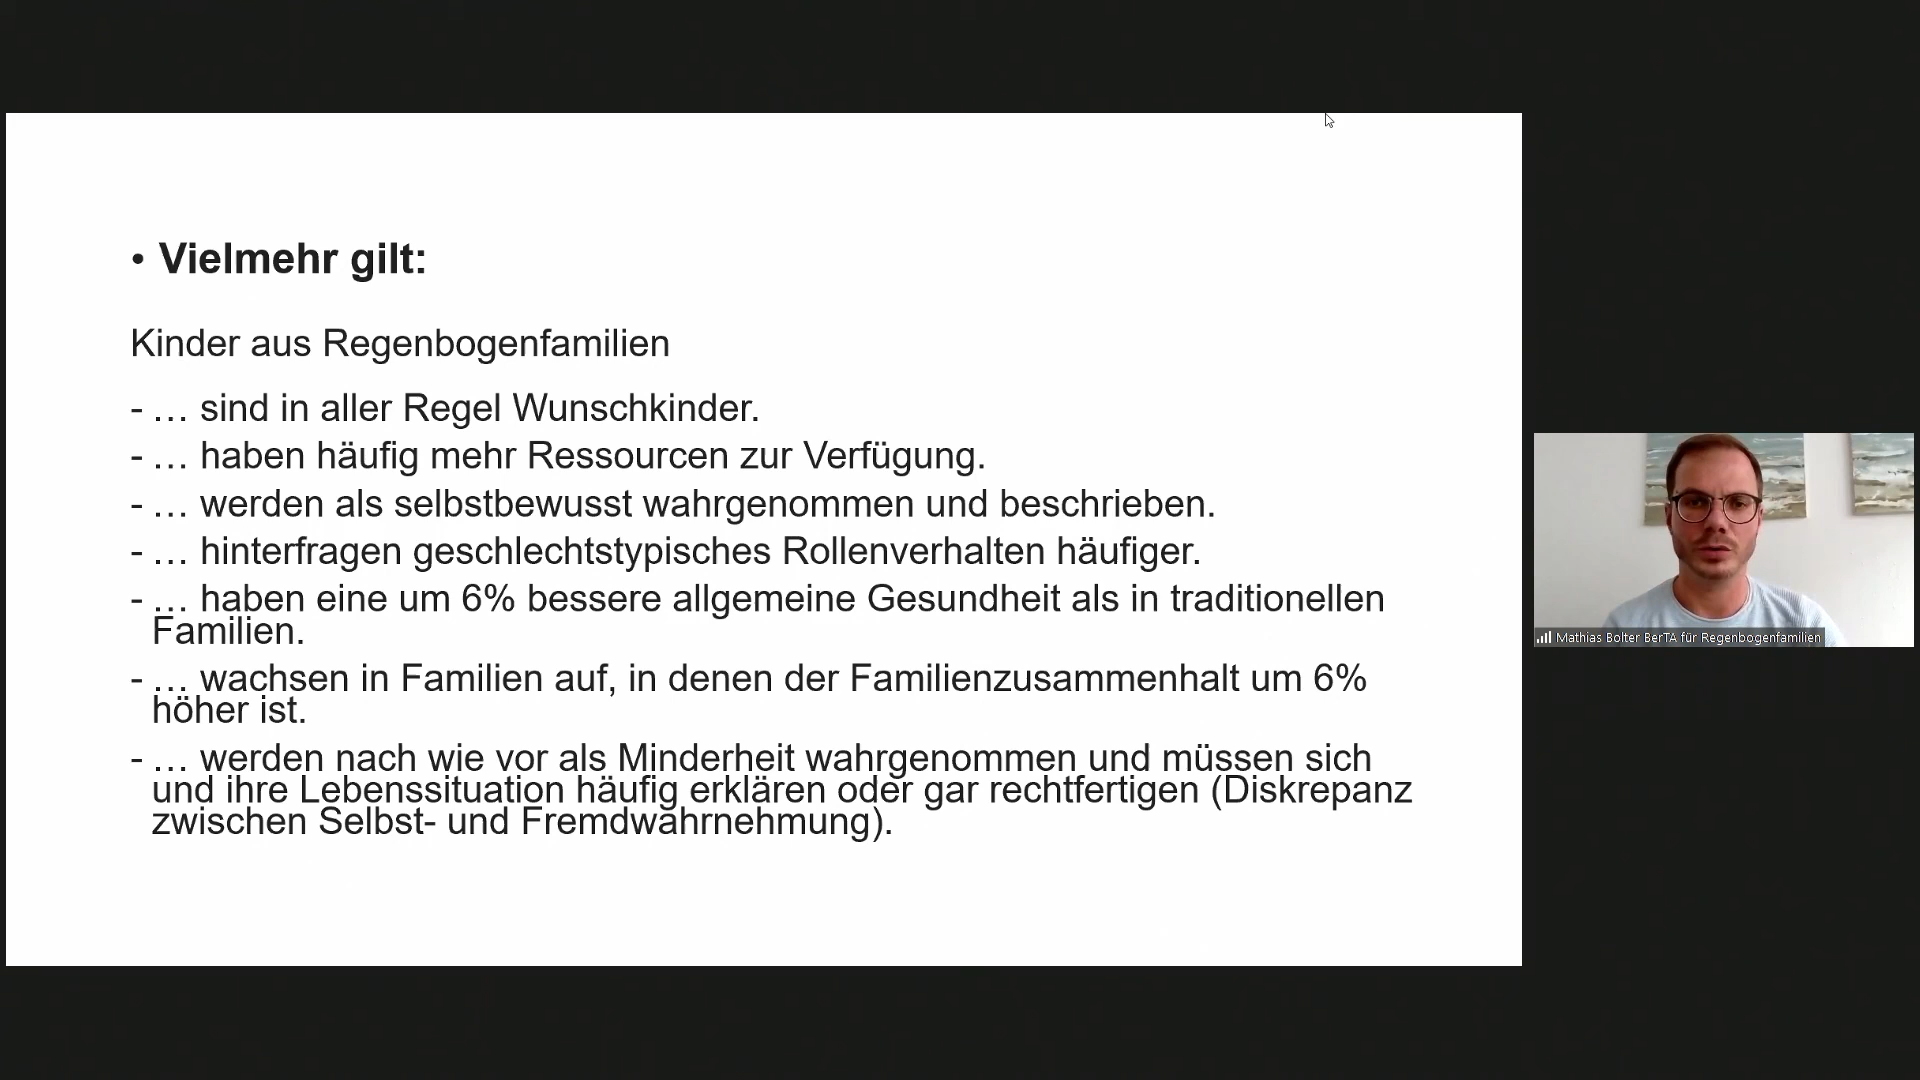 • Vielmehr gilt:
Kinder aus Regenbogenfamilien
- … sind in aller Regel Wunschkinder.
- … haben häufig mehr Ressourcen zur Verfügung.
- … werden als selbstbewusst wahrgenommen und beschrieben.
- … hinterfragen geschlechtstypisches Rollenverhalten häufiger.
- … haben eine um 6% bessere allgemeine Gesundheit als in traditionellen
Familien.
- … wachsen in Familien auf, in denen der Familienzusammenhalt um 6%
höher ist.
- … werden nach wie vor als Minderheit wahrgenommen und müssen sich
und ihre Lebenssituation häufig erklären oder gar rechtfertigen (Diskrepanz
zwischen Selbst- und Fremdwahrnehmung).
Mathias Bolter BerTA für Regenbogenfamilien